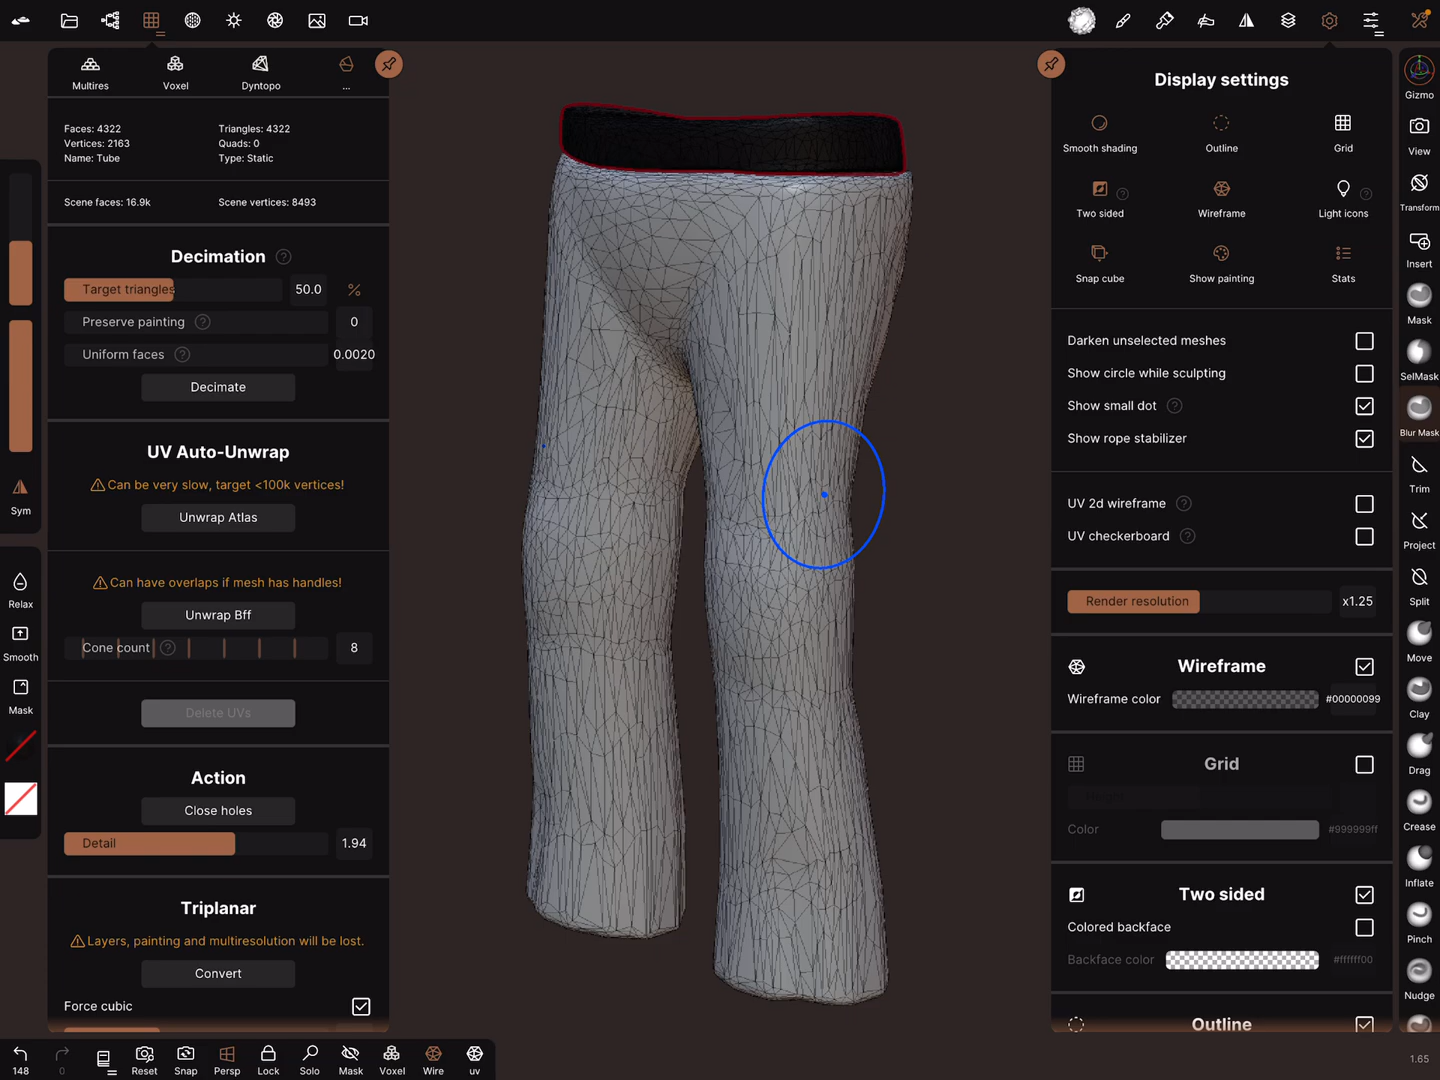 Multires
Voxel
Dyntopo
...
Faces: 4322
Triangles: 4322
Vertices: 2163
Quads: 0
Name: Tube
Type: Static
Scene faces: 16.9k
Scene vertices: 8493
Decimation ?
Target triangles
50.0
%
Preserve painting ?
0
Uniform faces ?
0.0020
Decimate
UV Auto-Unwrap
Can be very slow, target <100k vertices!
Unwrap Atlas
Can have overlaps if mesh has handles!
Unwrap Bff
Cone count ?
8
Delete UVs
Action
Close holes
Detail
1.94
Triplanar
Layers, painting and multiresolution will be lost.
Convert
Force cubic
Sym
Relax
Smooth
Mask
148
0
Reset
Snap
Persp
Lock
Solo
Mask
Voxel
Wire
uv
Display settings
Smooth shading
Outline
Grid
Two sided
?
Wireframe
Light icons
?
Snap cube
Show painting
Stats
Darken unselected meshes
Show circle while sculpting
Show small dot ?
Show rope stabilizer
UV 2d wireframe ?
UV checkerboard ?
Render resolution
x1.25
Wireframe
Wireframe color
#00000099
Grid
Color
#999999ff
Two sided
Colored backface
Backface color
#ffffff00
Outline
Gizmo
View
Transform
Insert
Mask
SelMask
Blur Mask
Trim
Project
Split
Move
Clay
Drag
Crease
Inflate
Pinch
Nudge
1.65